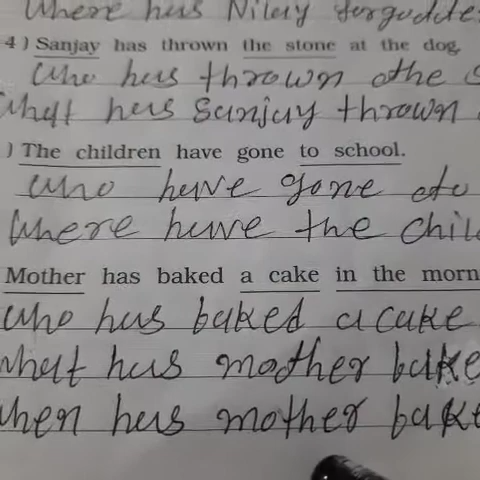 Where has Nilay forgotte
4 ) Sanjay has thrown the stone at the dog.
who has thrown the s
What has Sanjay thrown
) The children have gone to school.
who have gone to
Where have the chil
Mother has baked a cake in the morn
who has baked a cake
what has mother bake
when has mother bake